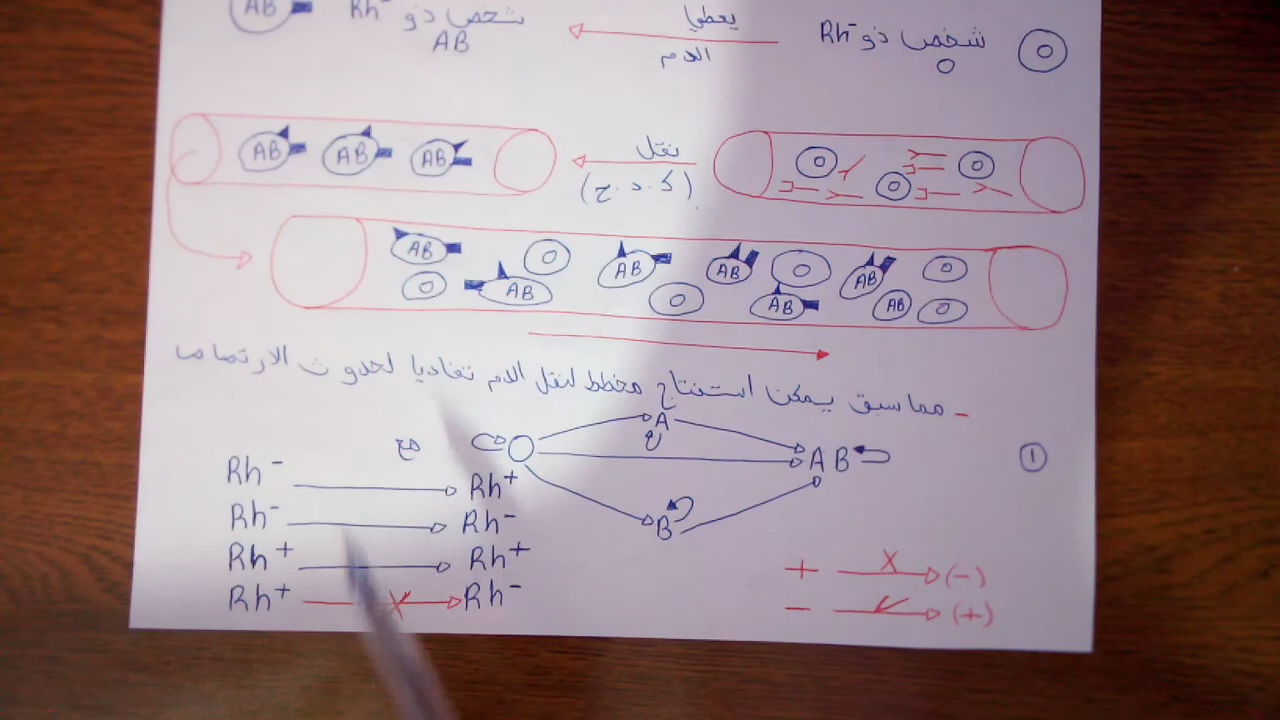 شخص ذو Rh⁻ يعطي شخص ذو Rh⁻ AB
O الدم AB
O O O نقل AB AB AB
(ك.د.ح)
AB O AB AB O AB
O AB O AB AB O
- مما سبق يمكن استنتاج مخطط لنقل الدم تفاديا لحدوث الارتصاص
① A
O A B
B
مع
Rh⁻ → Rh⁺
Rh⁻ → Rh⁻
Rh⁺ → Rh⁺
Rh⁺ X→ Rh⁻
+ X→ (-)
- ✓→ (+)